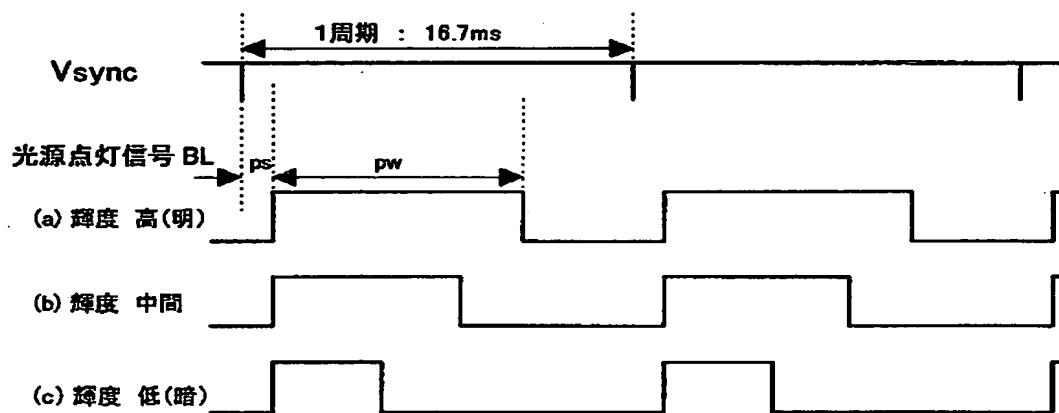 1周期 : 16.7ms
Vsync
光源点灯信号 BL
ps
pw
(a) 輝度 高(明)
(b) 輝度 中間
(c) 輝度 低(暗)